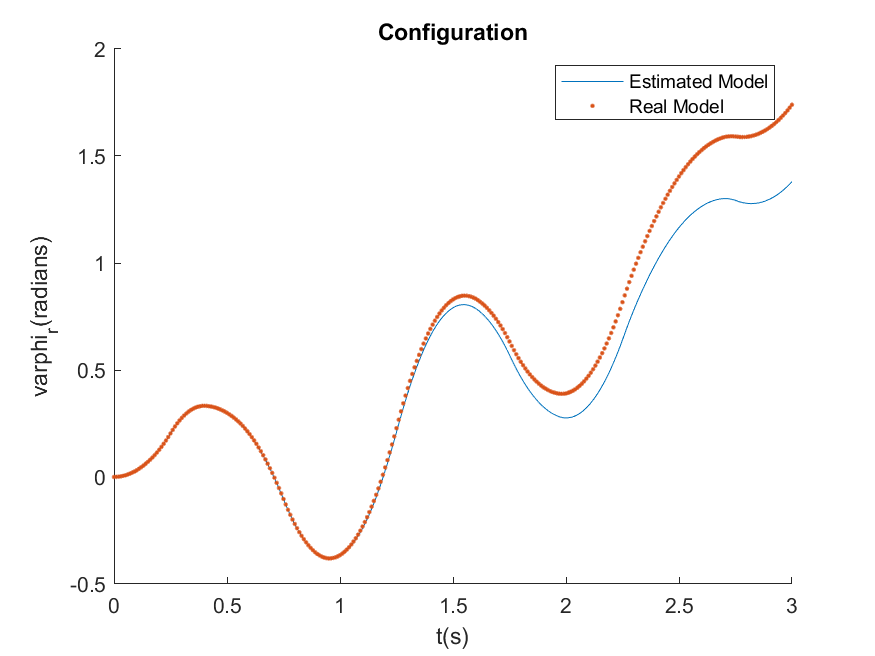 Configuration
2
1.5
1
0.5
0
-0.5
varphi_r(radians)
Estimated Model
Real Model
0 0.5 1 1.5 2 2.5 3
t(s)